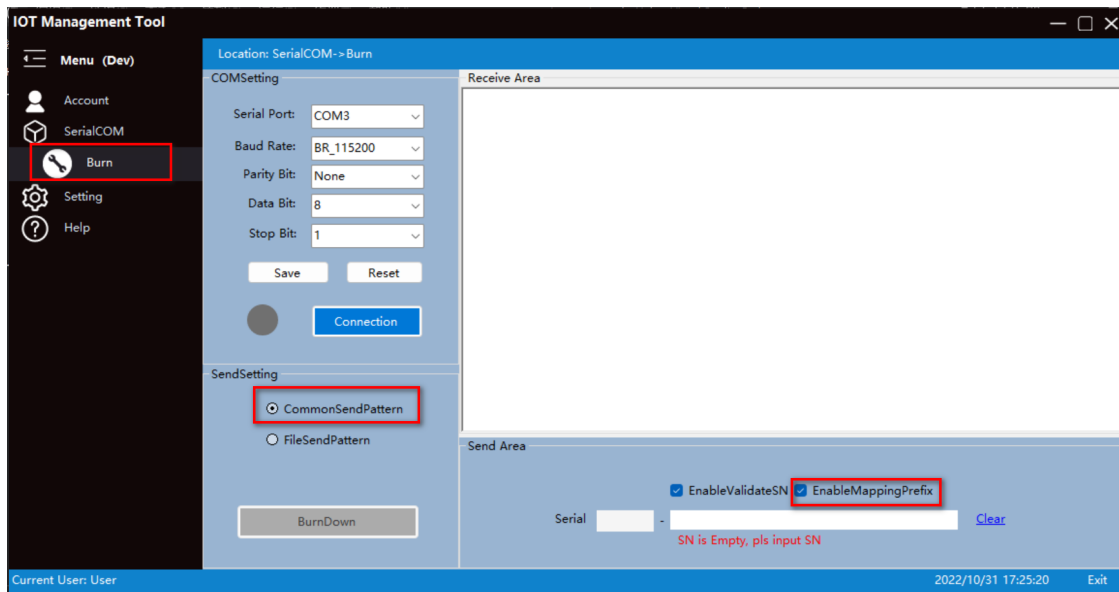 IOT Management Tool
Menu (Dev)
Account
SerialCOM
Burn
Setting
Help
Location: SerialCOM->Burn
COMSetting
Serial Port: COM3
Baud Rate: BR_115200
Parity Bit: None
Data Bit: 8
Stop Bit: 1
Save Reset
Connection
SendSetting
CommonSendPattern
FileSendPattern
BurnDown
Receive Area
Send Area
EnableValidateSN EnableMappingPrefix
Serial - Clear
SN is Empty, pls input SN
Current User: User 2022/10/31 17:25:20 Exit